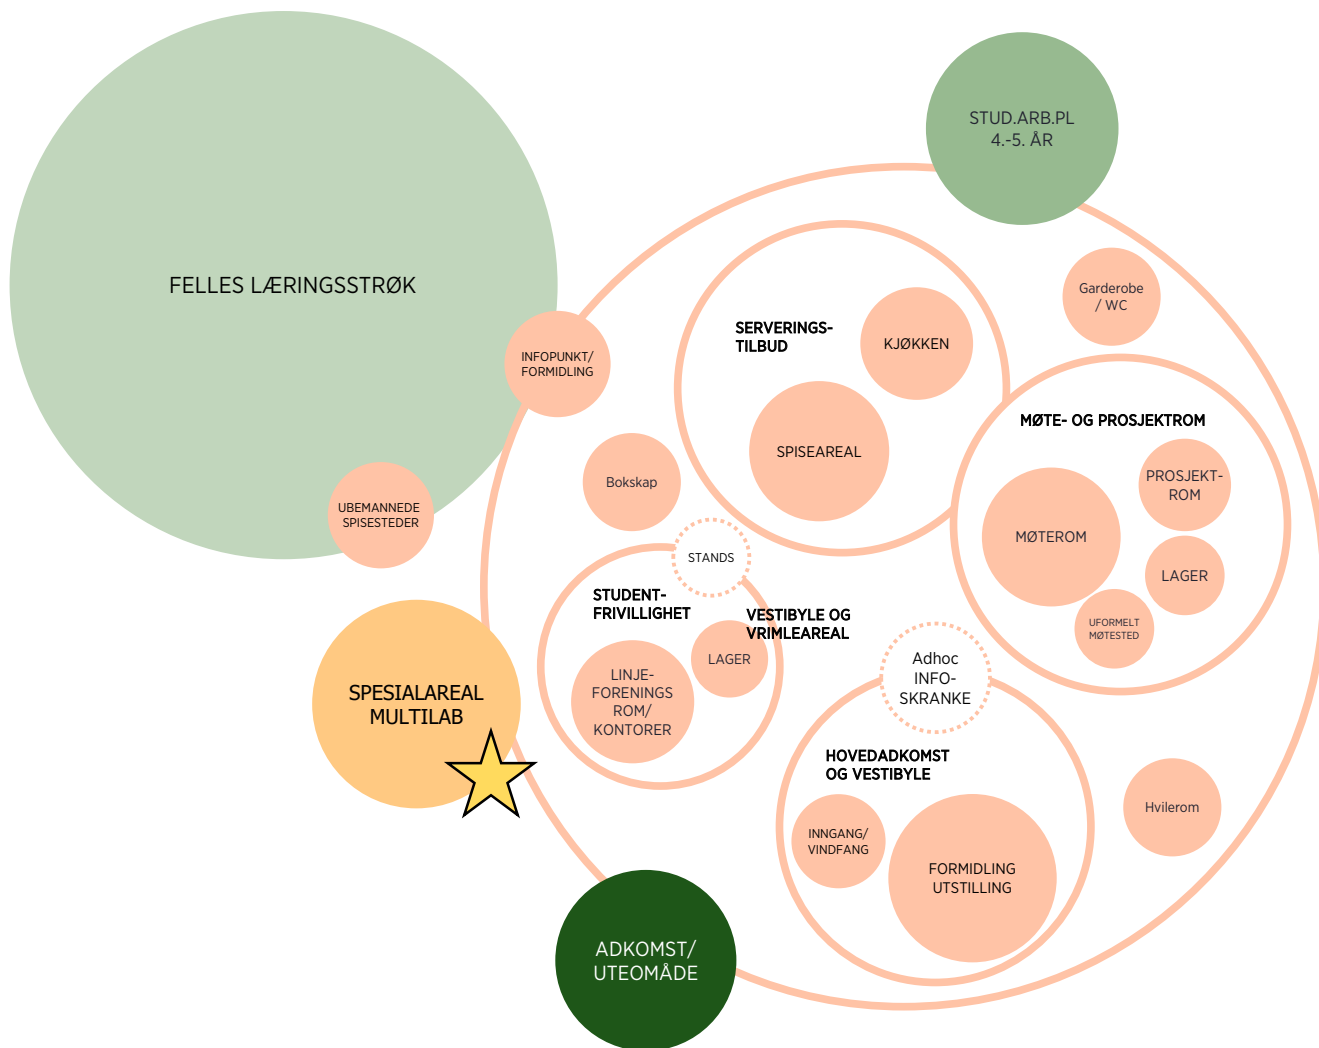 STUD.ARB.PL
4.-5. ÅR
FELLES LÆRINGSSTRØK
Garderobe
/ WC
SERVERINGS-
TILBUD
KJØKKEN
INFOPUNKT/
FORMIDLING
MØTE- OG PROSJEKTROM
SPISEAREAL
PROSJEKT-
ROM
Bokskap
UBEMANNEDE
SPISESTEDER
MØTEROM
STANDS
LAGER
STUDENT-
FRIVILLIGHET
VESTIBYLE OG
VRIMLEAREAL
UFORMELT
MØTESTED
LAGER
Adhoc
INFO-
SKRANKE
LINJE-
FORENINGS
ROM/
KONTORER
SPESIALAREAL
MULTILAB
HOVEDADKOMST
OG VESTIBYLE
Hvilerom
INNGANG/
VINDFANG
FORMIDLING
UTSTILLING
ADKOMST/
UTEOMÅDE